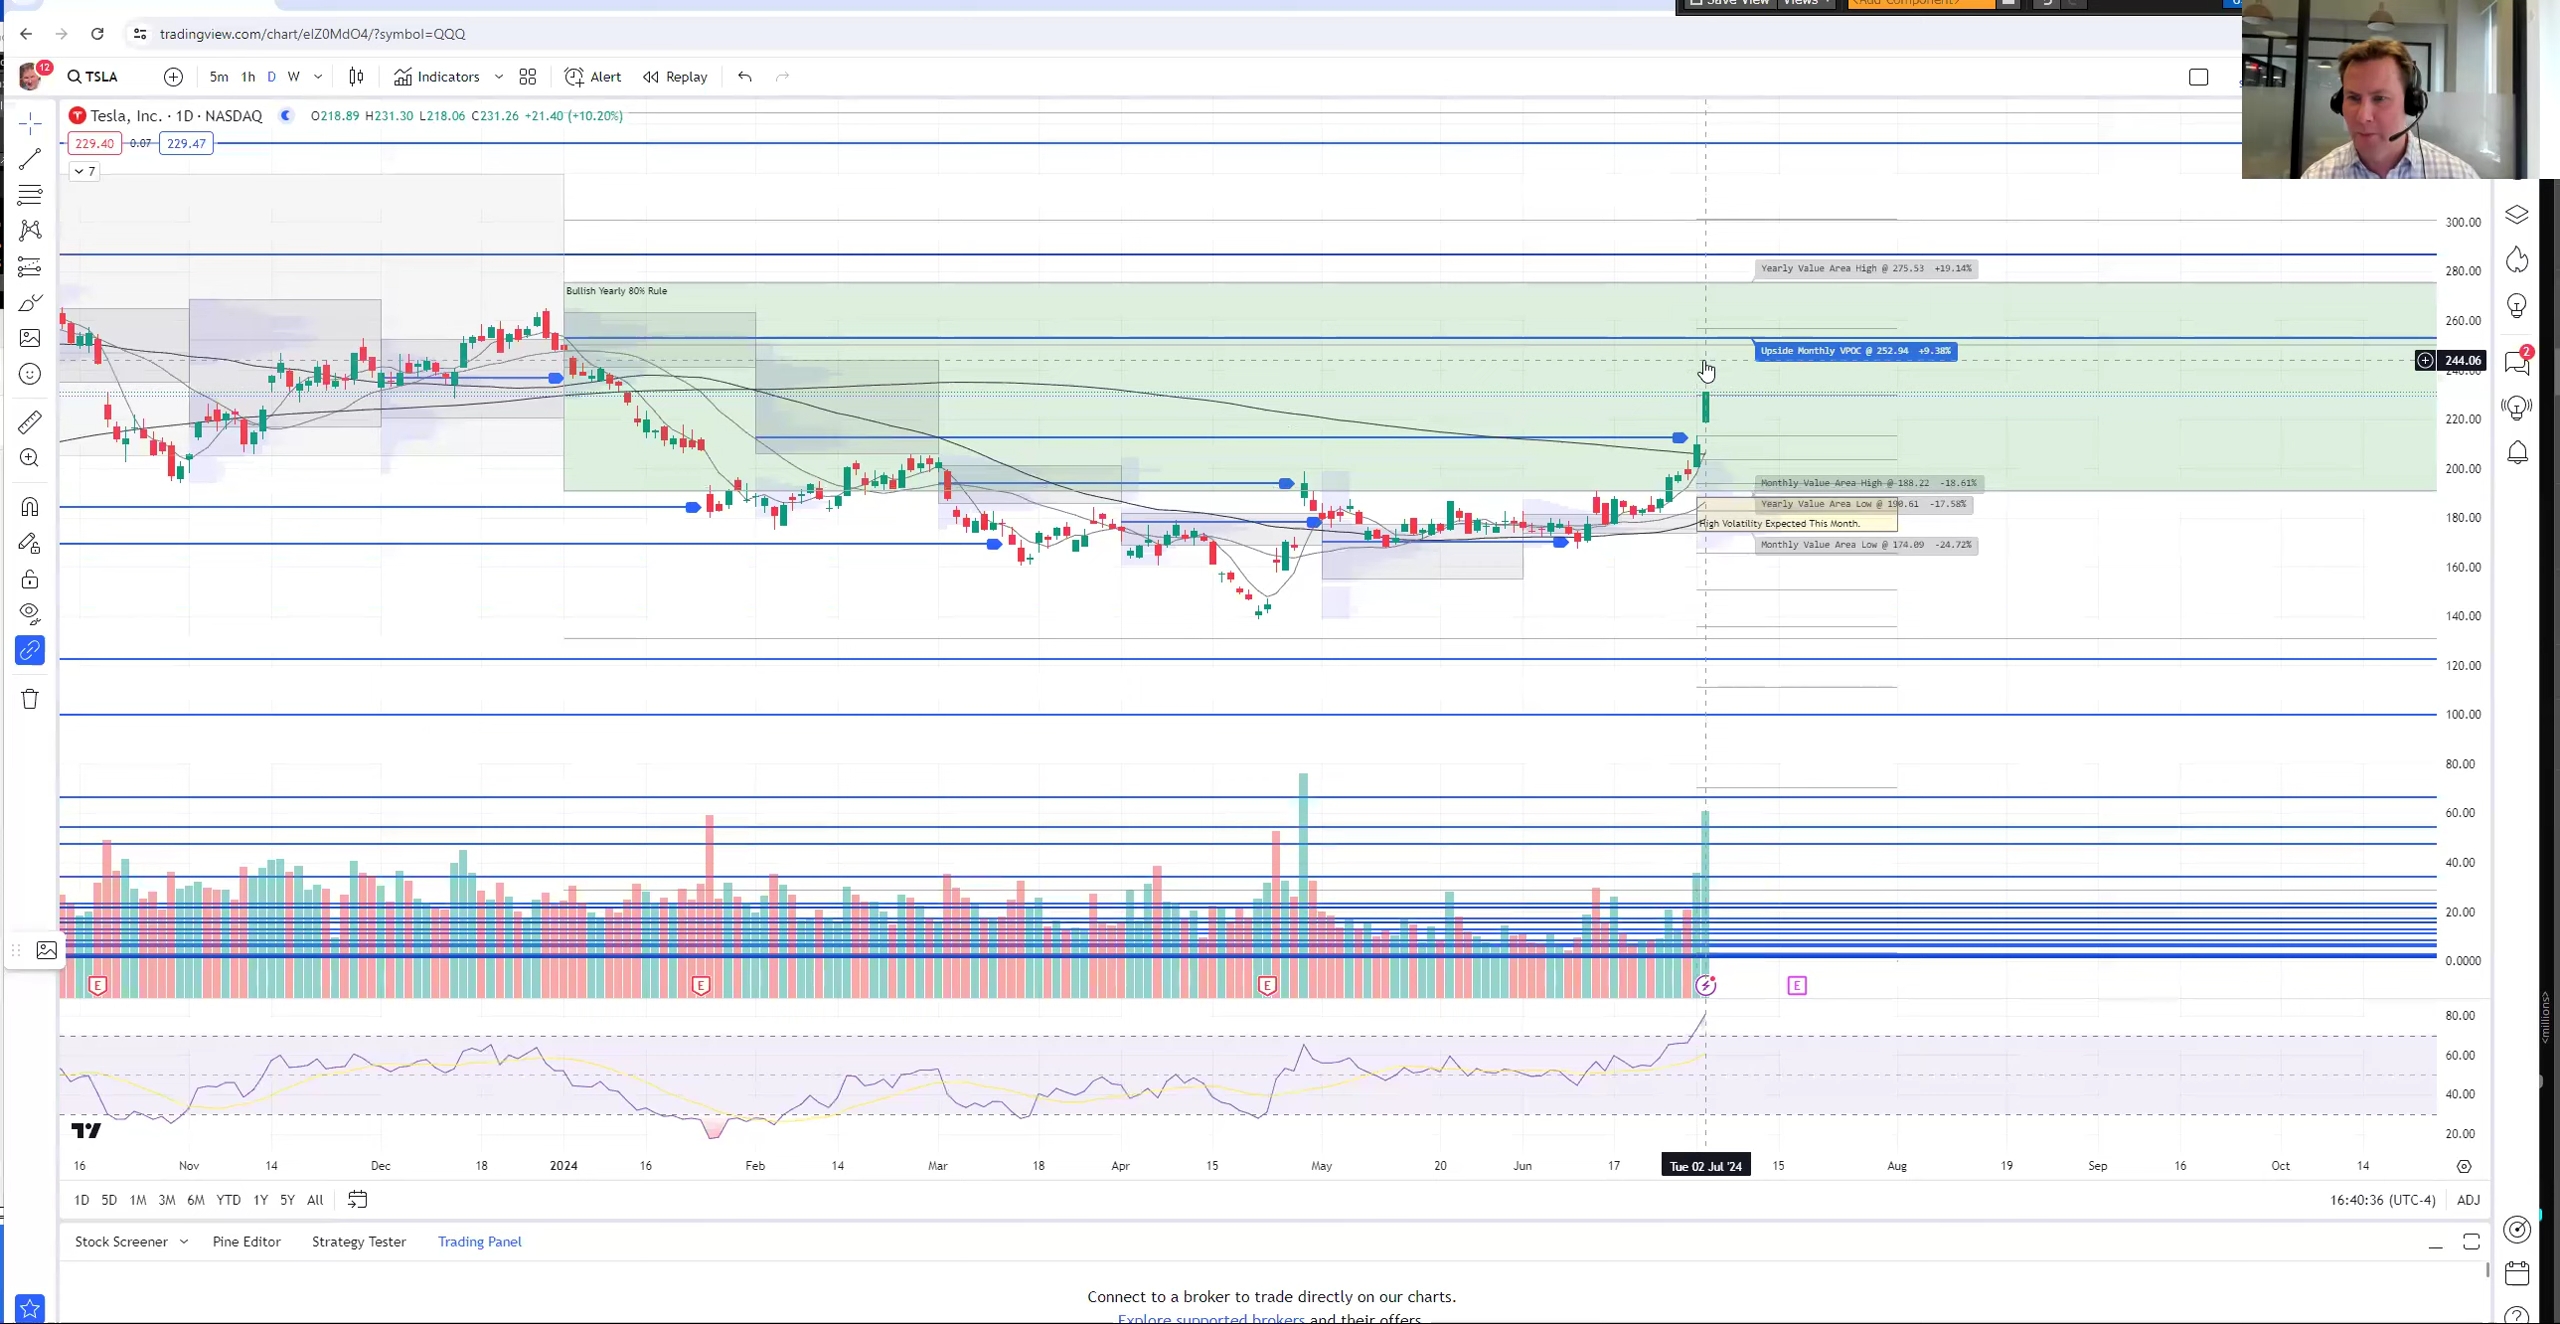 Save View Views <Add Component>
tradingview.com/chart/eIZ0MdO4/?symbol=QQQ
12 TSLA 5m 1h D W Indicators Alert Replay
Tesla, Inc. · 1D · NASDAQ O218.89 H231.30 L218.06 C231.26 +21.40 (+10.20%)
229.40 0.07 229.47
7
300.00
Yearly Value Area High @ 275.53 +19.14%
280.00
Bullish Yearly 80% Rule
260.00
Upside Monthly VPOC @ 252.94 +9.38%
2
244.06
240.00
220.00
200.00
Monthly Value Area High @ 188.22 -18.61%
Yearly Value Area Low @ 190.61 -17.58%
180.00
High Volatility Expected This Month.
Monthly Value Area Low @ 174.09 -24.72%
160.00
140.00
120.00
100.00
80.00
60.00
40.00
20.00
0.0000
E E E E
<millions>
80.00
60.00
40.00
20.00
16 Nov 14 Dec 18 2024 16 Feb 14 Mar 18 Apr 15 May 20 Jun 17 Tue 02 Jul '24 15 Aug 19 Sep 16 Oct 14
1D 5D 1M 3M 6M YTD 1Y 5Y All 16:40:36 (UTC-4) ADJ
Stock Screener Pine Editor Strategy Tester Trading Panel
Connect to a broker to trade directly on our charts.
Explore supported brokers and their offers.